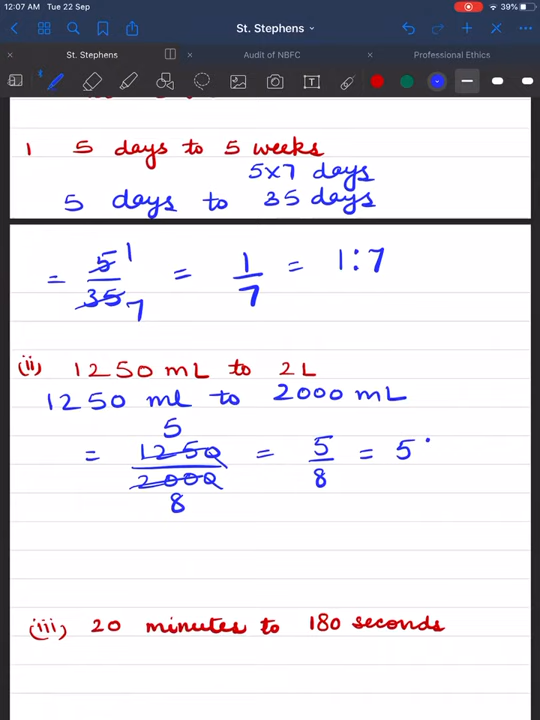 12:07 AM Tue 22 Sep
39%
St. Stephens
St. Stephens
Audit of NBFC
Professional Ethics
1 5 days to 5 weeks
5×7 days
5 days to 35 days
= 5 1 / 35 7 = 1/7 = 1:7
(ii) 1250 mL to 2L
1250 ml to 2000 mL
5
= 1250/2000 = 5/8 = 5
8
(iii) 20 minutes to 180 seconds